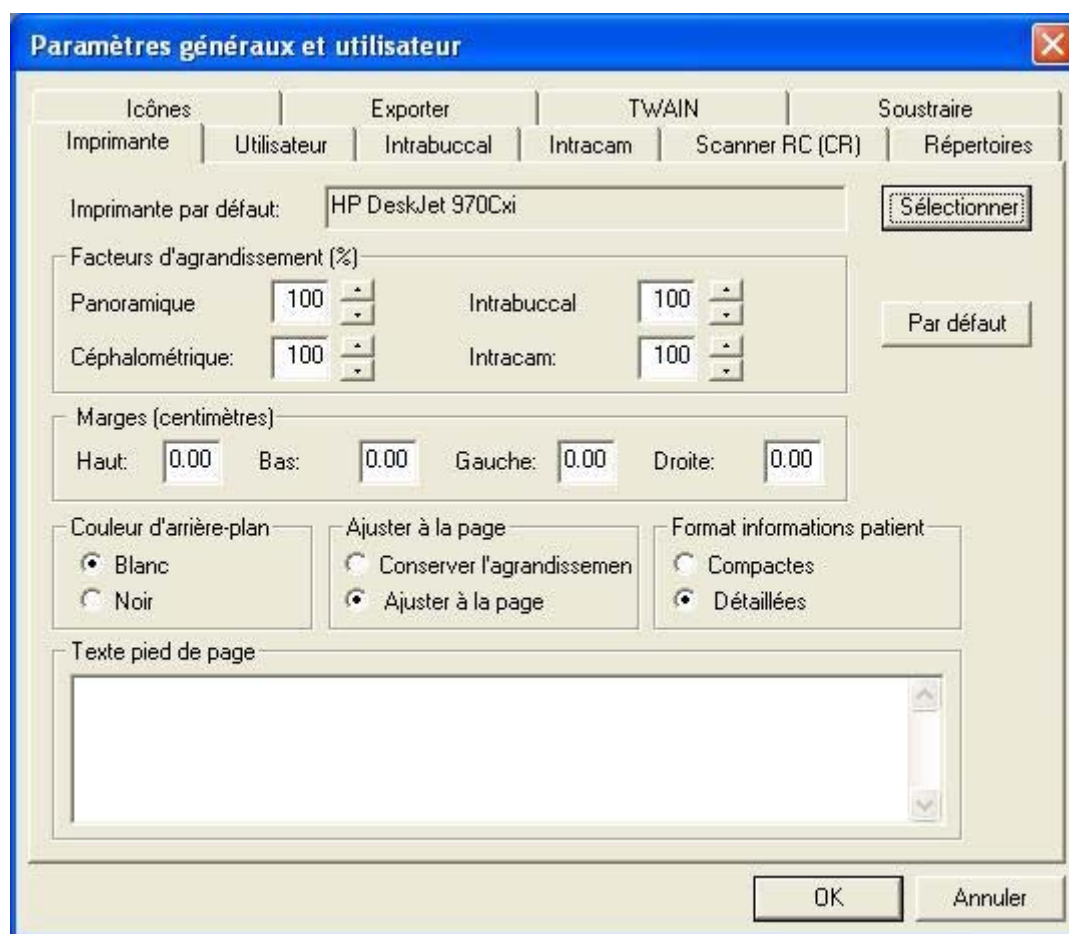 Paramètres généraux et utilisateur
Icônes Exporter TWAIN Soustraire
Imprimante Utilisateur Intrabuccal Intracam Scanner RC (CR) Répertoires
Imprimante par défaut: HP DeskJet 970Cxi Sélectionner
Facteurs d'agrandissement (%)
Panoramique 100 Intrabuccal 100
Par défaut
Céphalométrique: 100 Intracam: 100
Marges (centimètres)
Haut: 0.00 Bas: 0.00 Gauche: 0.00 Droite: 0.00
Couleur d'arrière-plan Ajuster à la page Format informations patient
Blanc Conserver l'agrandissemen Compactes
Noir Ajuster à la page Détaillées
Texte pied de page
OK Annuler